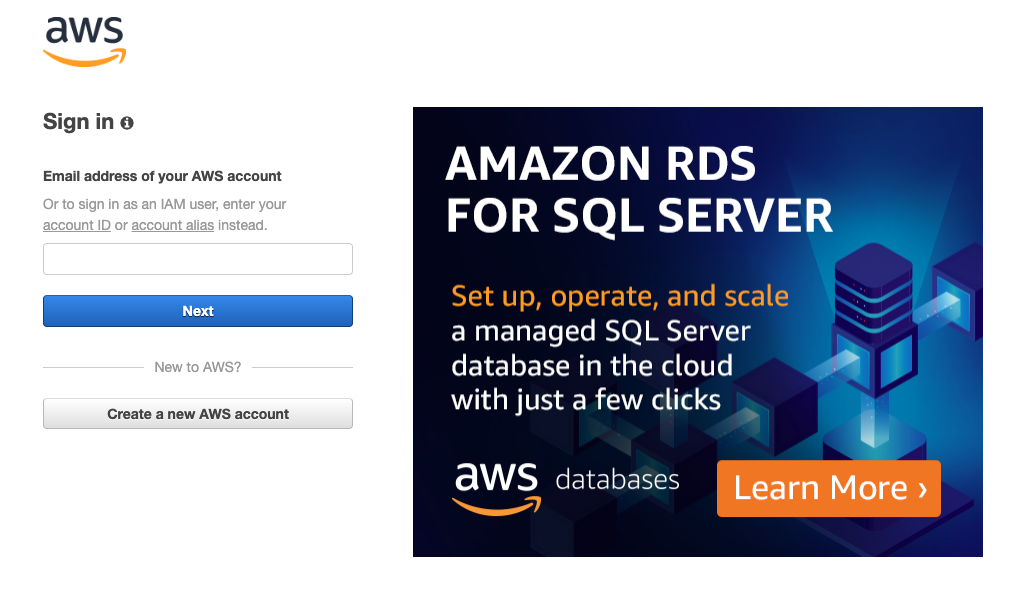 aws
Sign in
Email address of your AWS account
Or to sign in as an IAM user, enter your
account ID or account alias instead.
Next
New to AWS?
Create a new AWS account
AMAZON RDS
FOR SQL SERVER
Set up, operate, and scale
a managed SQL Server
database in the cloud
with just a few clicks
aws databases
Learn More ›